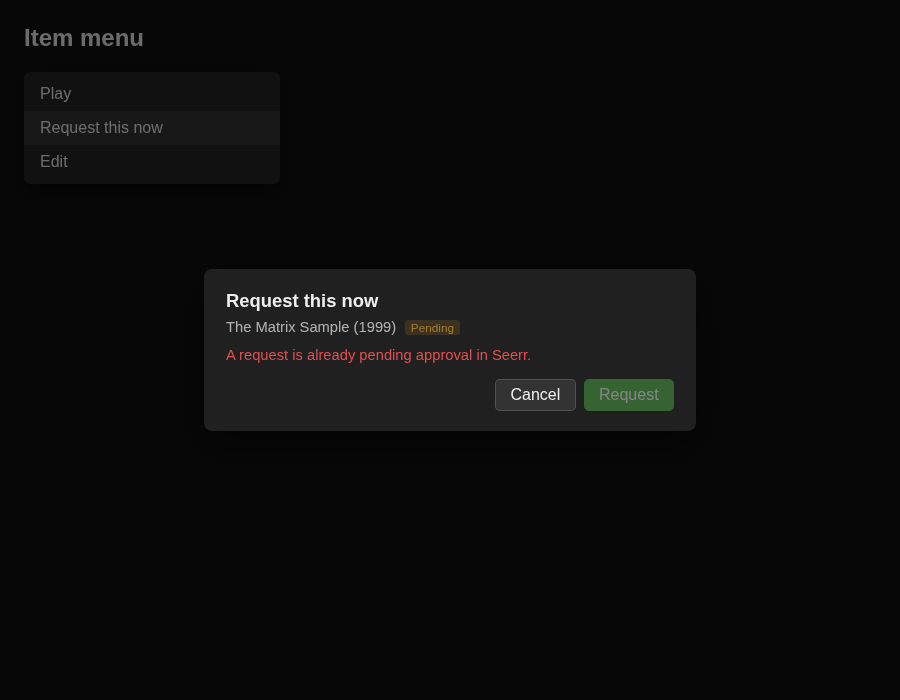 Item menu
Play
Request this now
Edit
Request this now
The Matrix Sample (1999) Pending
A request is already pending approval in Seerr.
Cancel Request